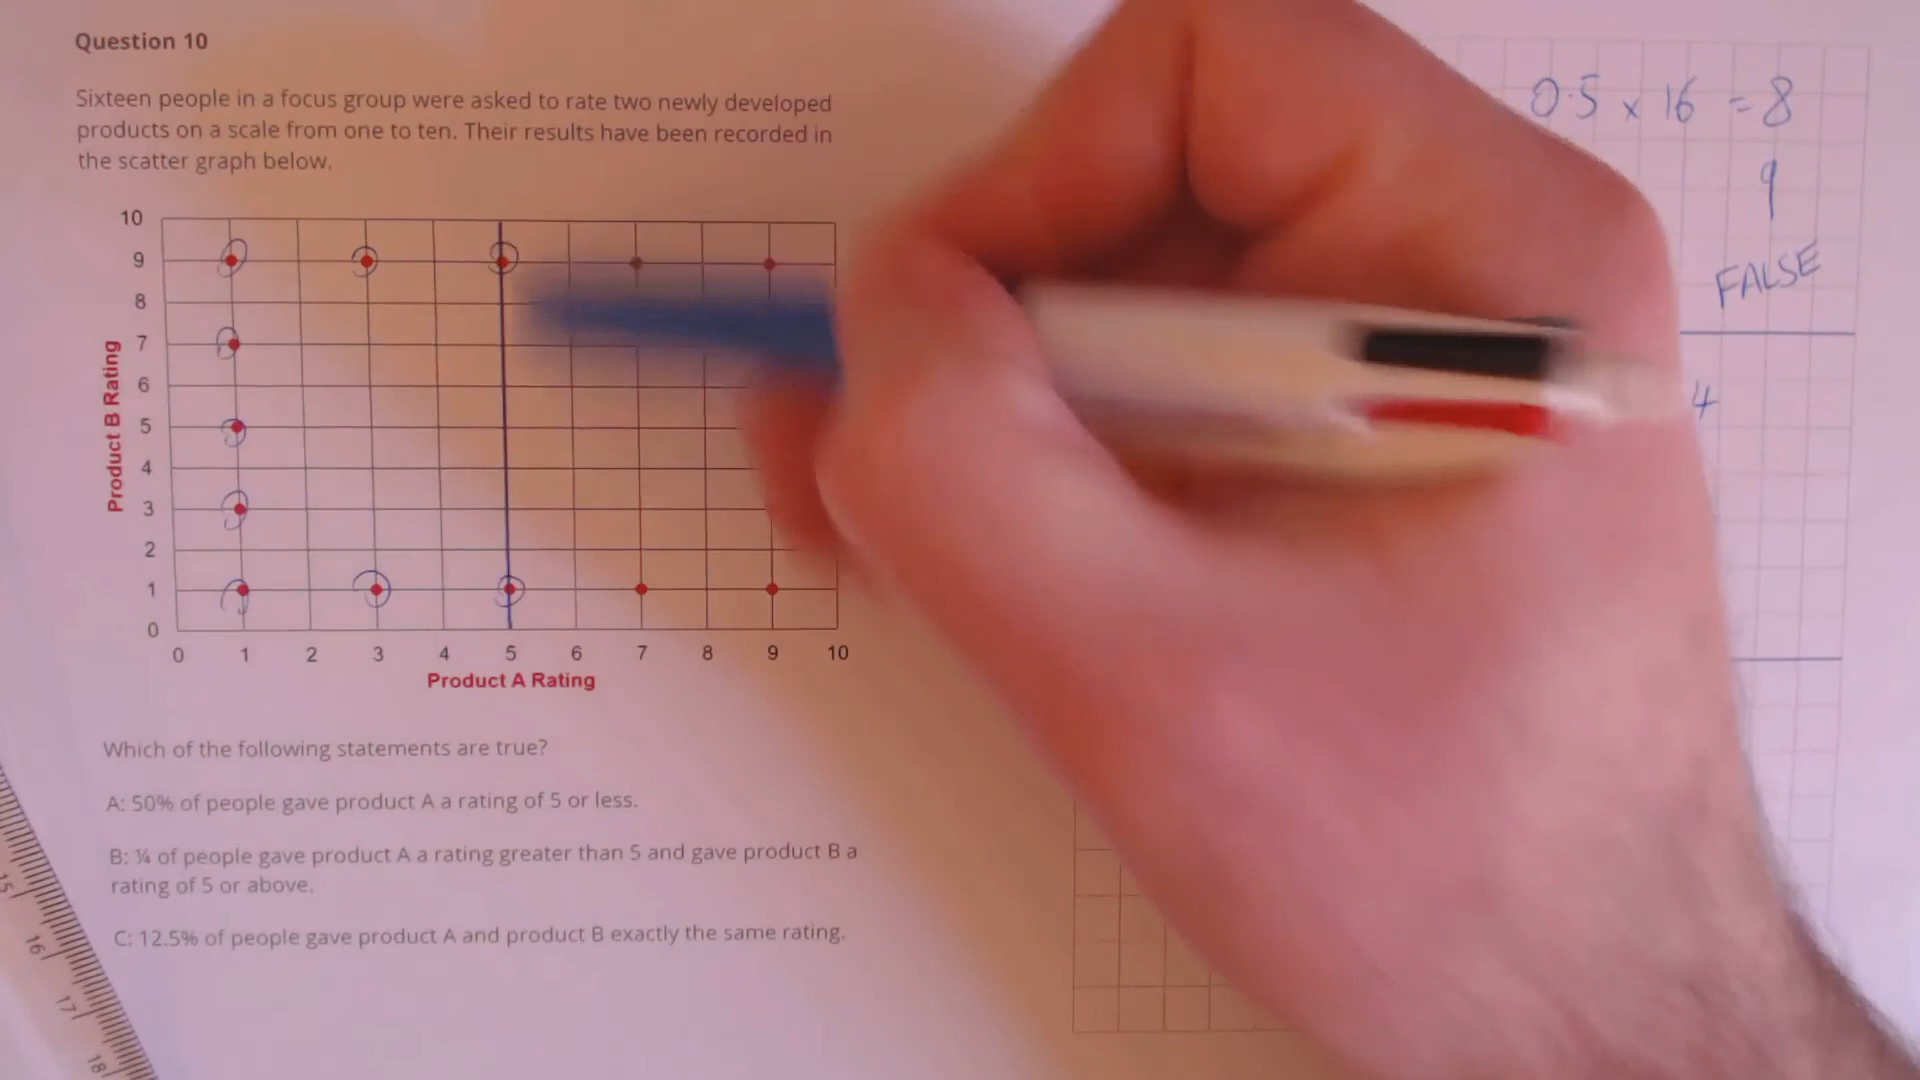 Question 10
Sixteen people in a focus group were asked to rate two newly developed
products on a scale from one to ten. Their results have been recorded in
the scatter graph below.
10
9
8
7
6
5
4
3
2
1
0
Product B Rating
0 1 2 3 4 5 6 7 8 9 10
Product A Rating
Which of the following statements are true?
A: 50% of people gave product A a rating of 5 or less.
B: ¼ of people gave product A a rating greater than 5 and gave product B a
rating of 5 or above.
C: 12.5% of people gave product A and product B exactly the same rating.
15
16
17
18
0.5 x 16 = 8
9
FALSE
4